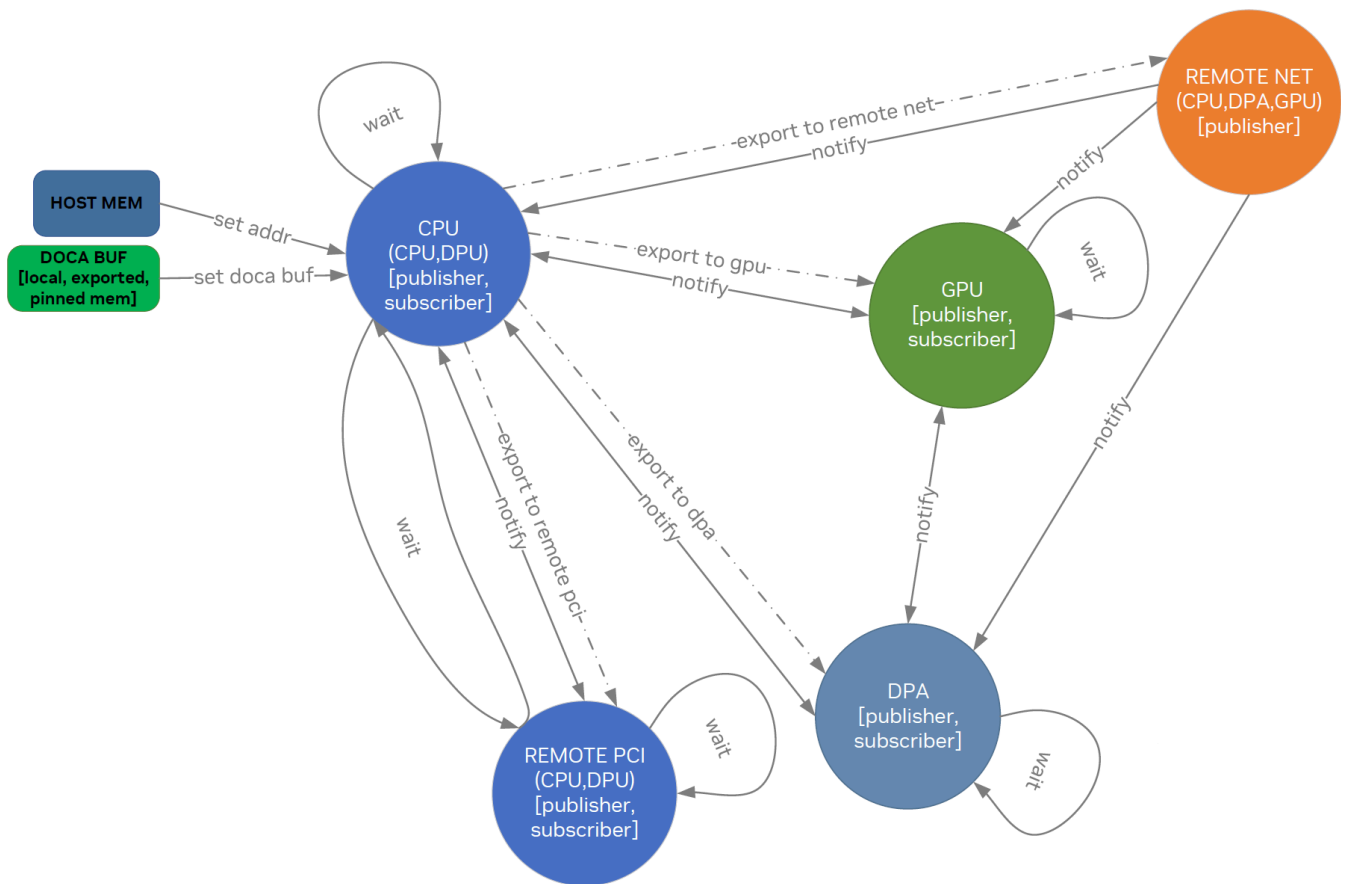 REMOTE NET
(CPU,DPA,GPU)
[publisher]
wait
export to remote net
notify
notify
HOST MEM
set addr
DOCA BUF
[local, exported,
pinned mem]
set doca buf
CPU
(CPU,DPU)
[publisher,
subscriber]
export to gpu
notify
wait
GPU
[publisher,
subscriber]
notify
export to dpa
notify
export to remote pci
notify
wait
notify
DPA
[publisher,
subscriber]
wait
REMOTE PCI
(CPU,DPU)
[publisher,
subscriber]
wait